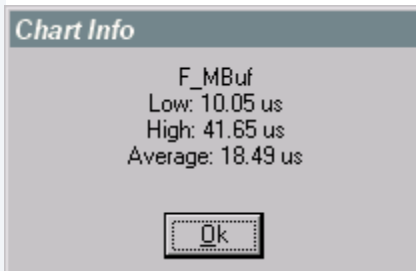 Chart Info
F_MBuf
Low: 10.05 us
High: 41.65 us
Average: 18.49 us
Ok